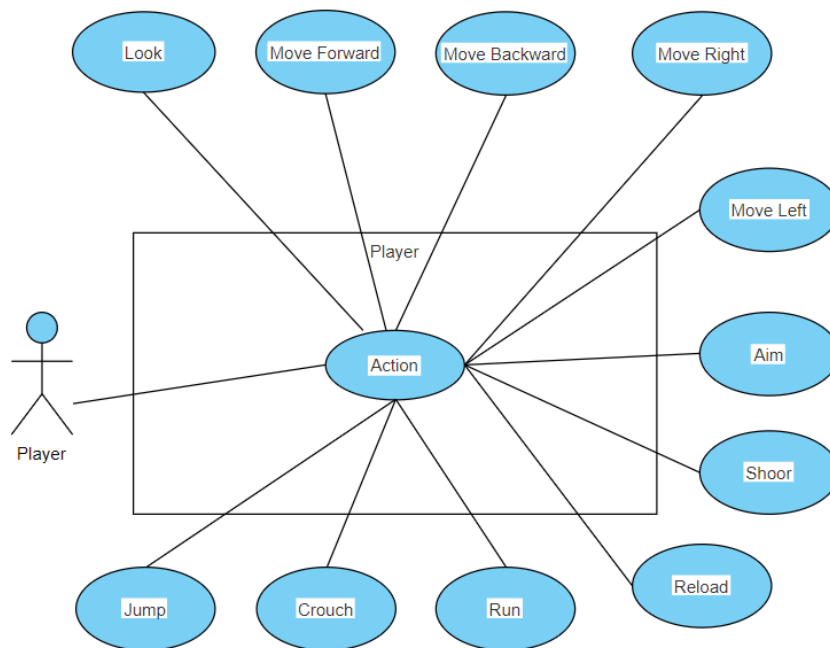 Look
Move Forward
Move Backward
Move Right
Move Left
Player
Action
Aim
Player
Shoor
Reload
Jump
Crouch
Run